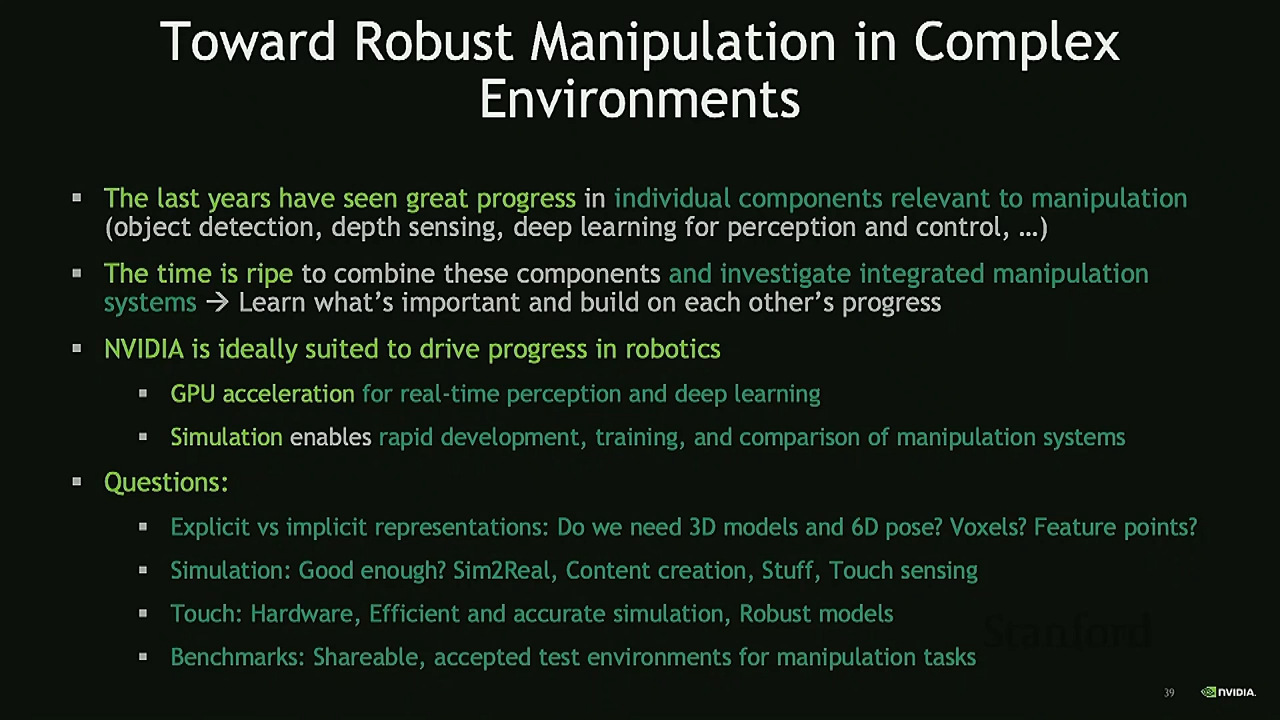 Toward Robust Manipulation in Complex
Environments
▪ The last years have seen great progress in individual components relevant to manipulation
(object detection, depth sensing, deep learning for perception and control, …)
▪ The time is ripe to combine these components and investigate integrated manipulation
systems → Learn what's important and build on each other's progress
▪ NVIDIA is ideally suited to drive progress in robotics
▪ GPU acceleration for real-time perception and deep learning
▪ Simulation enables rapid development, training, and comparison of manipulation systems
▪ Questions:
▪ Explicit vs implicit representations: Do we need 3D models and 6D pose? Voxels? Feature points?
▪ Simulation: Good enough? Sim2Real, Content creation, Stuff, Touch sensing
▪ Touch: Hardware, Efficient and accurate simulation, Robust models
Stanford
▪ Benchmarks: Shareable, accepted test environments for manipulation tasks
39 NVIDIA.